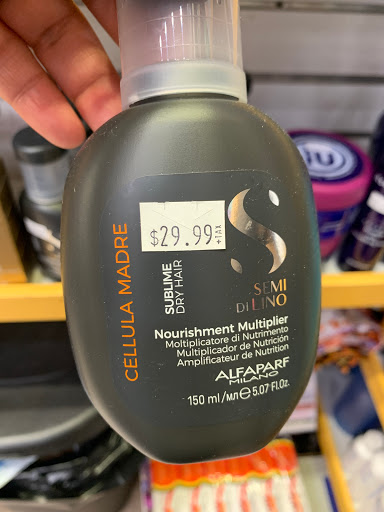 CELLULA MADRE
SUBLIME
DRY HAIR
$29.99 +TAX
SEMI
Di LINO
Nourishment Multiplier
Moltiplicatore di Nutrimento
Multiplicador de Nutrición
Amplificateur de Nutrition
ALFAPARF
MILANO
150 ml/мл e 5.07 Fl.Oz.